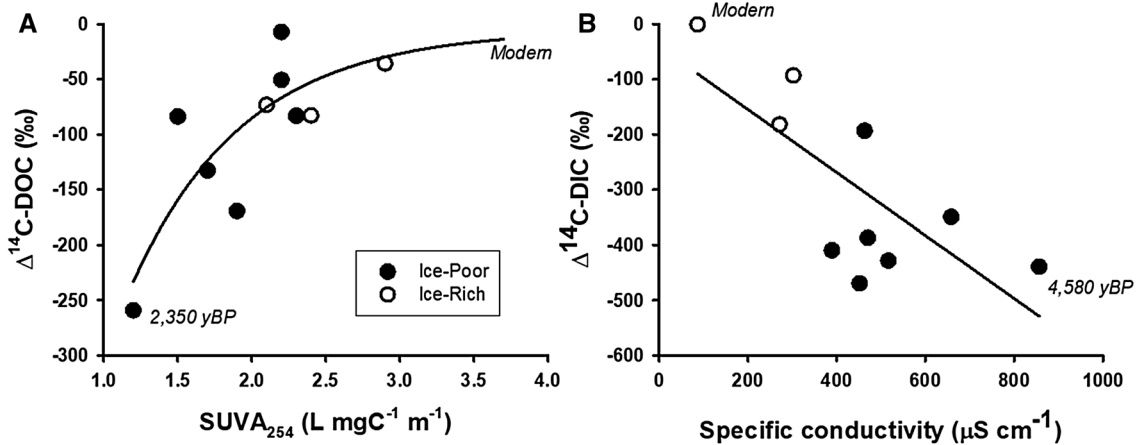 A
Δ¹⁴C-DOC (‰)
-0
-50
-100
-150
-200
-250
-300
Modern
2,350 yBP
Ice-Poor
Ice-Rich
1.0 1.5 2.0 2.5 3.0 3.5 4.0
SUVA₂₅₄ (L mgC⁻¹ m⁻¹)
B
Δ¹⁴C-DIC (‰)
0
-100
-200
-300
-400
-500
-600
Modern
4,580 yBP
0 200 400 600 800 1000
Specific conductivity (μS cm⁻¹)